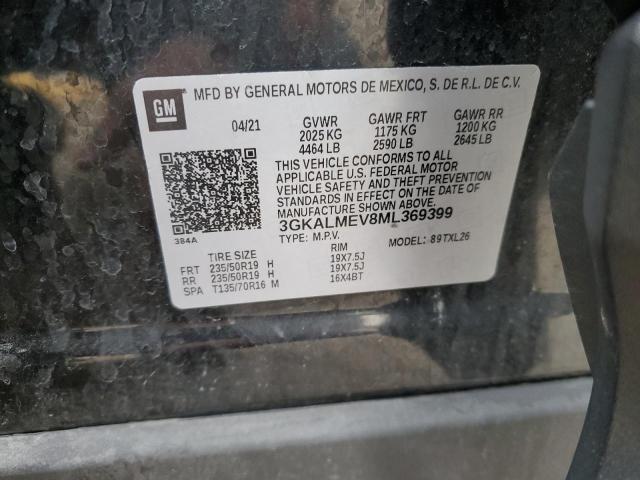 GM
MFD BY GENERAL MOTORS DE MEXICO, S. DE R.L. DE C.V.
04/21 GVWR GAWR FRT GAWR RR
2025 KG 1175 KG 1200 KG
4464 LB 2590 LB 2645 LB
THIS VEHICLE CONFORMS TO ALL
APPLICABLE U.S. FEDERAL MOTOR
VEHICLE SAFETY AND THEFT PREVENTION
STANDARDS IN EFFECT ON THE DATE OF
MANUFACTURE SHOWN ABOVE.
3GKALMEV8ML369399
384A
TYPE: M.P.V. MODEL: 89TXL26
TIRE SIZE RIM
FRT 235/50R19 H 19X7.5J
RR 235/50R19 H 19X7.5J
SPA T135/70R16 M 16X4BT